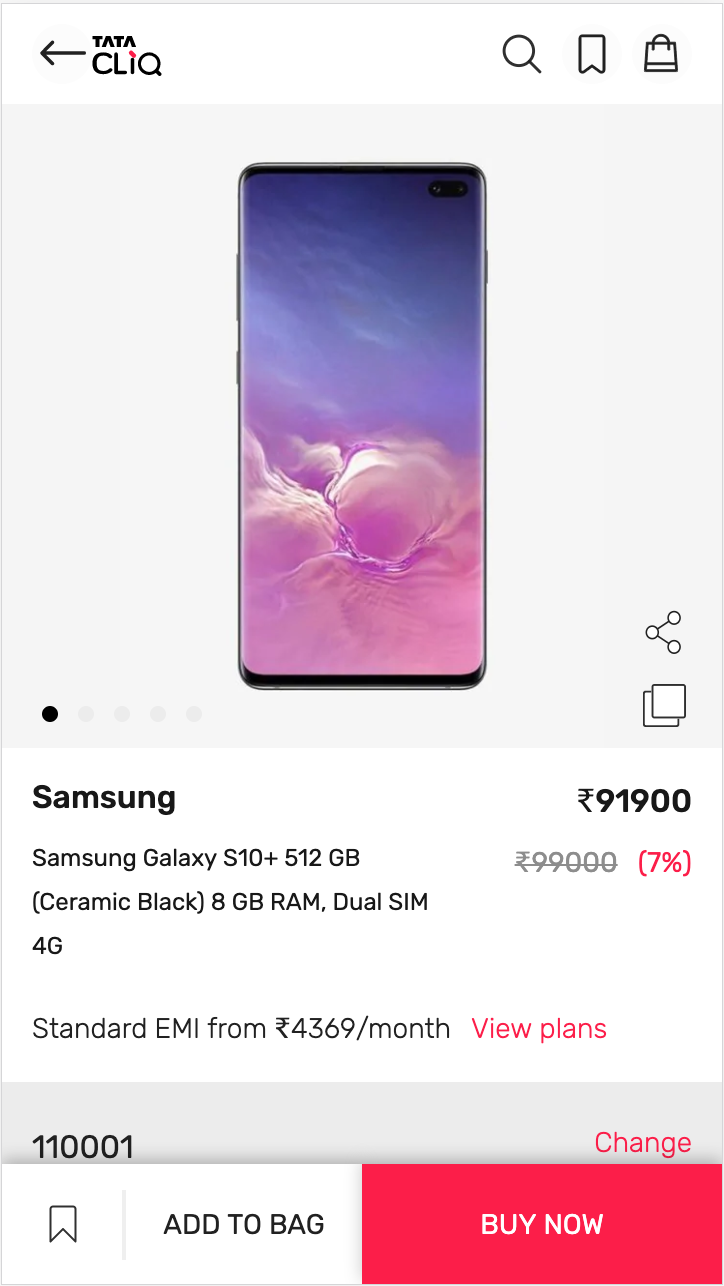 TATA
CLiQ
Samsung
₹91900
Samsung Galaxy S10+ 512 GB
(Ceramic Black) 8 GB RAM, Dual SIM
4G
₹99000 (7%)
Standard EMI from ₹4369/month View plans
110001
Change
ADD TO BAG
BUY NOW